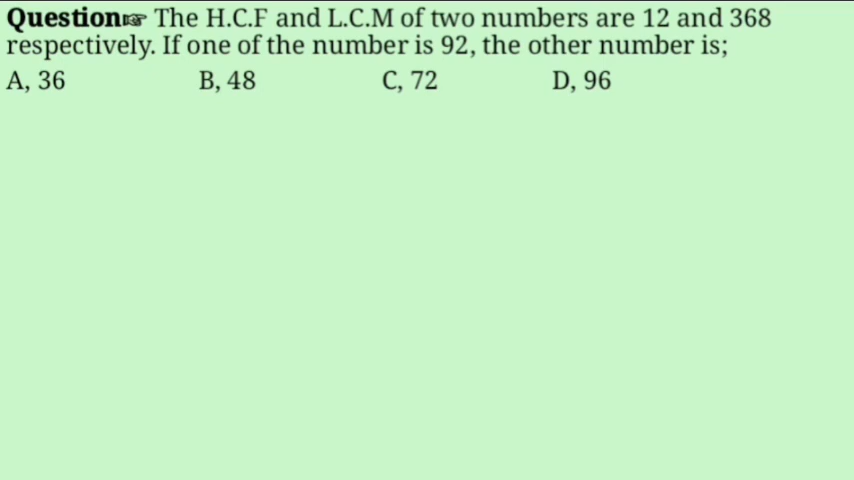 Question☞ The H.C.F and L.C.M of two numbers are 12 and 368
respectively. If one of the number is 92, the other number is;
A, 36 B, 48 C, 72 D, 96